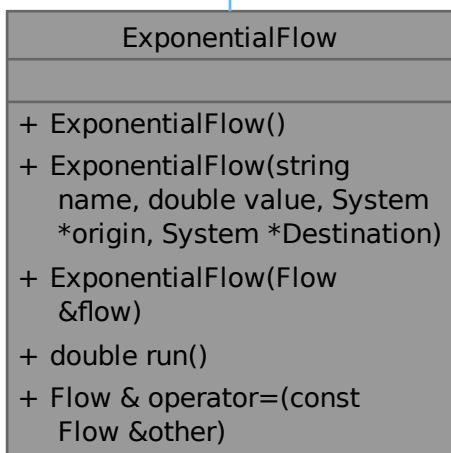 ExponentialFlow
+ ExponentialFlow()
+ ExponentialFlow(string
name, double value, System
*origin, System *Destination)
+ ExponentialFlow(Flow
&flow)
+ double run()
+ Flow & operator=(const
Flow &other)